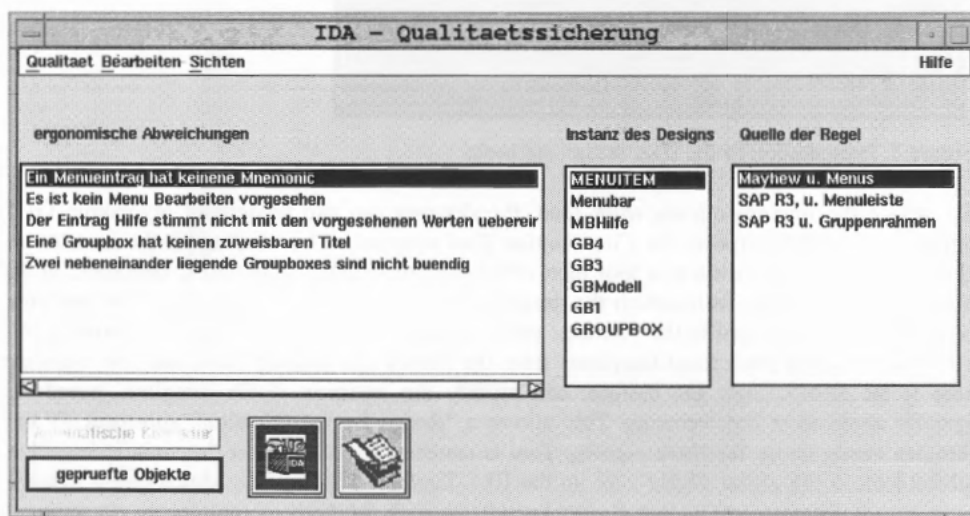 IDA - Qualitaetssicherung
Qualitaet Bearbeiten Sichten Hilfe
ergonomische Abweichungen
Instanz des Designs
Quelle der Regel
Ein Menueintrag hat keinene Mnemonic
Es ist kein Menu Bearbeiten vorgesehen
Der Eintrag Hilfe stimmt nicht mit den vorgesehenen Werten ueberein
Eine Groupbox hat keinen zuweisbaren Titel
Zwei nebeneinander liegende Groupboxes sind nicht buendig
MENUITEM
Menubar
MBHilfe
GB4
GB3
GBModell
GB1
GROUPBOX
Mayhew u. Menus
SAP R3, u. Menuleiste
SAP R3 u. Gruppenrahmen
gepruefte Objekte
IDA